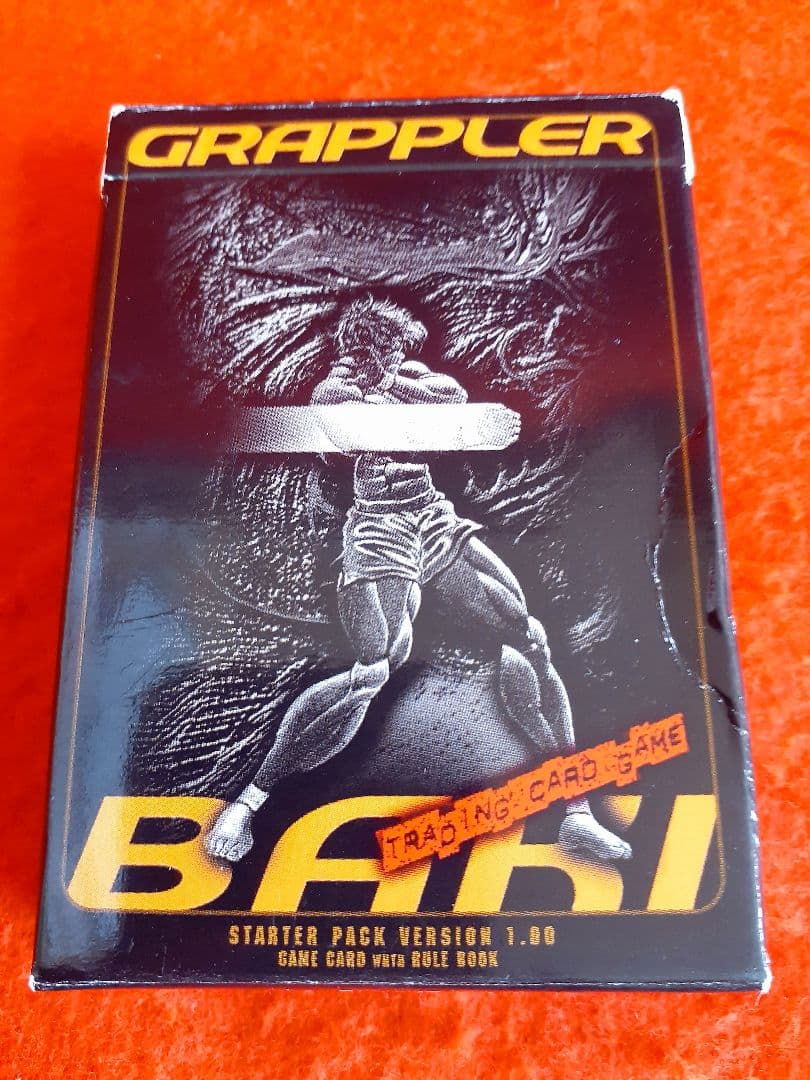 GRAPPLER
BAKI
TRADING CARD GAME
STARTER PACK VERSION 1.00
GAME CARD WITH RULE BOOK